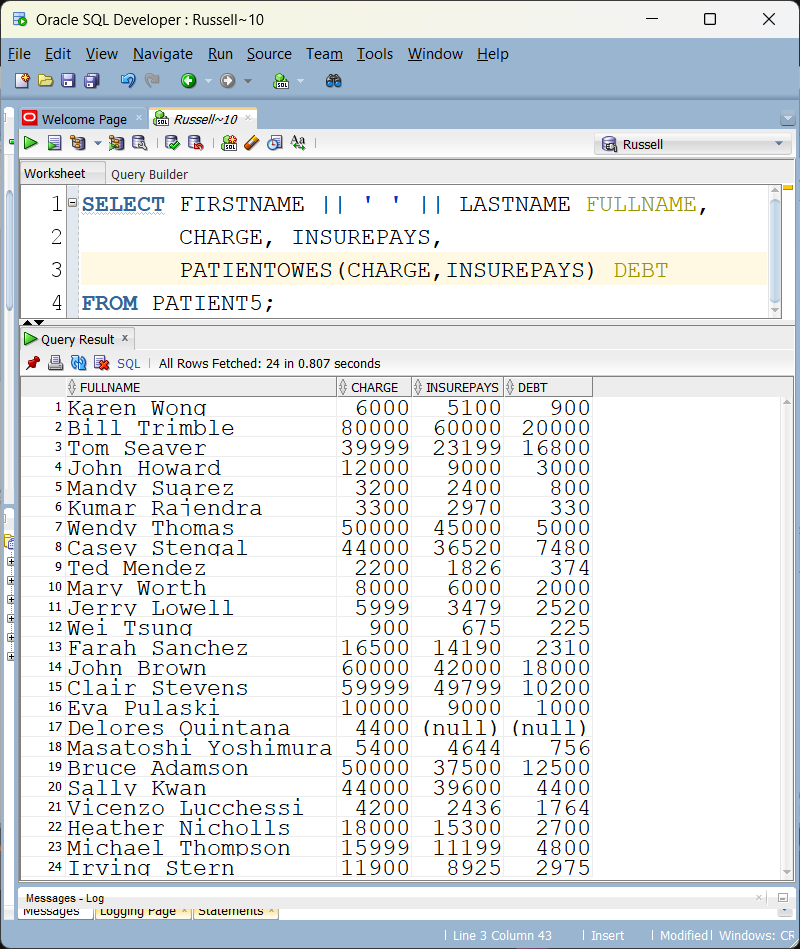 Oracle SQL Developer : Russell~10
File Edit View Navigate Run Source Team Tools Window Help
Welcome Page Russell~10
Russell
Worksheet Query Builder
1 SELECT FIRSTNAME || ' ' || LASTNAME FULLNAME,
2 CHARGE, INSUREPAYS,
3 PATIENTOWES(CHARGE,INSUREPAYS) DEBT
4 FROM PATIENT5;
Query Result
SQL All Rows Fetched: 24 in 0.807 seconds
FULLNAME CHARGE INSUREPAYS DEBT
1 Karen Wong 6000 5100 900
2 Bill Trimble 80000 60000 20000
3 Tom Seaver 39999 23199 16800
4 John Howard 12000 9000 3000
5 Mandy Suarez 3200 2400 800
6 Kumar Rajendra 3300 2970 330
7 Wendy Thomas 50000 45000 5000
8 Casey Stengal 44000 36520 7480
9 Ted Mendez 2200 1826 374
10 Mary Worth 8000 6000 2000
11 Jerry Lowell 5999 3479 2520
12 Wei Tsung 900 675 225
13 Farah Sanchez 16500 14190 2310
14 John Brown 60000 42000 18000
15 Clair Stevens 59999 49799 10200
16 Eva Pulaski 10000 9000 1000
17 Delores Quintana 4400 (null) (null)
18 Masatoshi Yoshimura 5400 4644 756
19 Bruce Adamson 50000 37500 12500
20 Sally Kwan 44000 39600 4400
21 Vicenzo Lucchessi 4200 2436 1764
22 Heather Nicholls 18000 15300 2700
23 Michael Thompson 15999 11199 4800
24 Irving Stern 11900 8925 2975
Messages - Log
Messages Logging Page Statements
Line 3 Column 43 Insert Modified Windows: CR